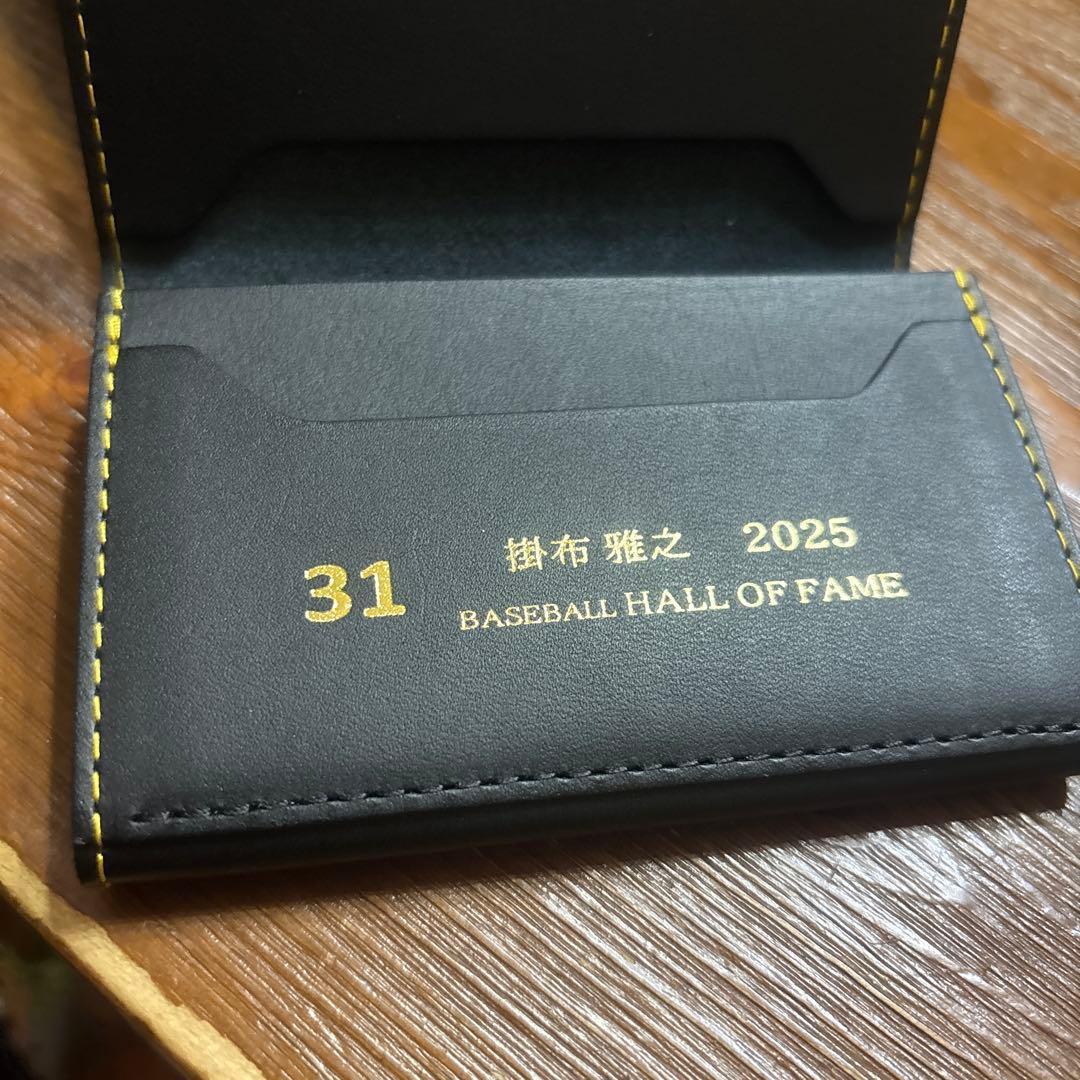 31
掛布 雅之 2025
BASEBALL HALL OF FAME